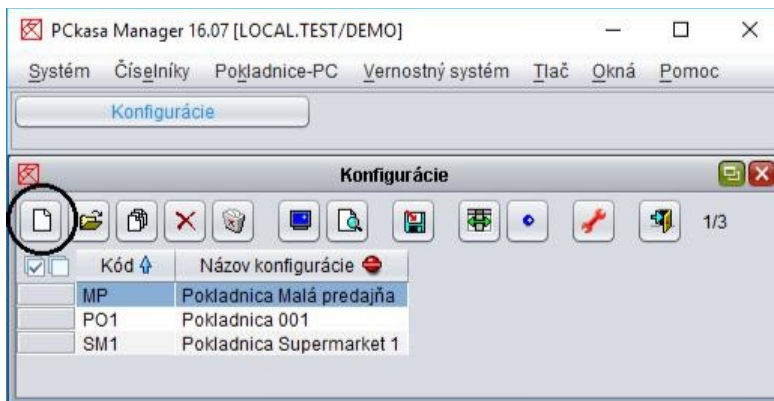 PCkasa Manager 16.07 [LOCAL.TEST/DEMO]
Systém Číselníky Pokladnice-PC Vernostný systém Tlač Okná Pomoc
Konfigurácie
Konfigurácie
1/3
Kód Názov konfigurácie
MP Pokladnica Malá predajňa
PO1 Pokladnica 001
SM1 Pokladnica Supermarket 1